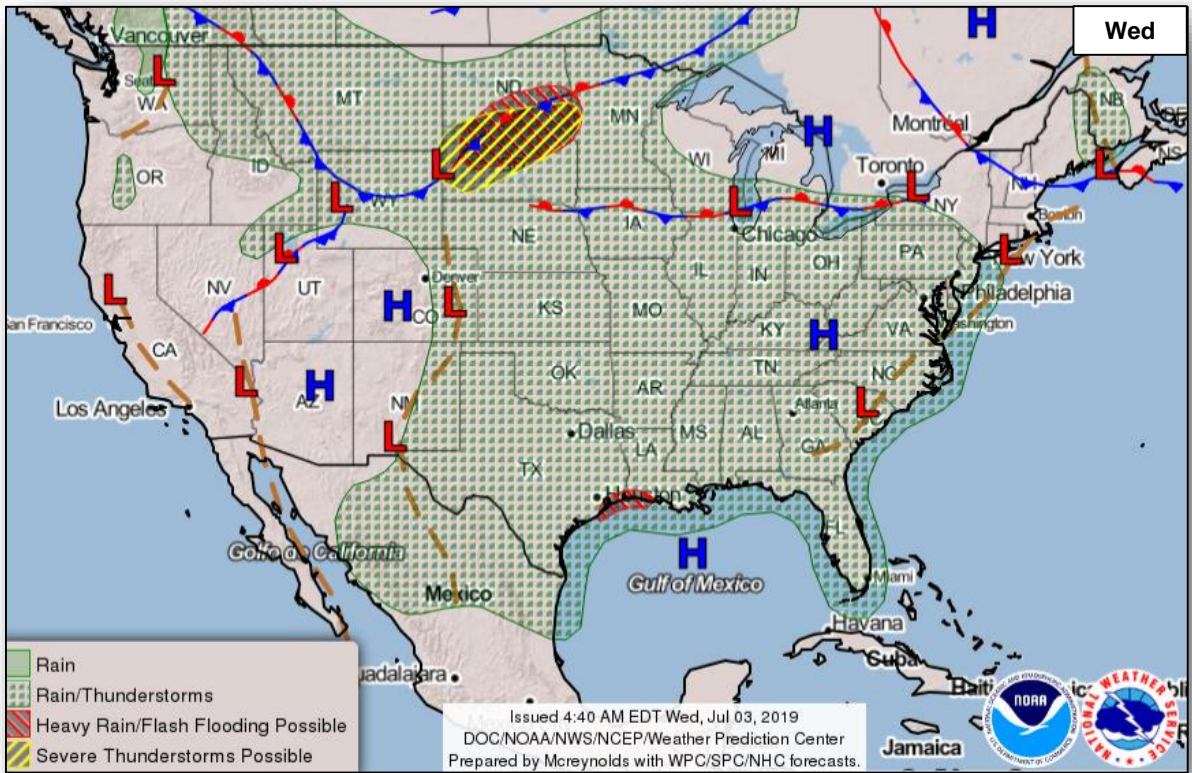 Wed
Vancouver
H
L
WA
MT
ND
MN
NB
H
Montréal
NS
OR
ID
WI
MI
Toronto
L
L
L
WY
L
L
L
NY
Boston
IA
Chicago
NE
PA
L
New York
L
NV
UT
Denver
IL
IN
OH
L
H
CO
L
KS
MO
Philadelphia
San Francisco
KY
H
VA
Washington
CA
TN
OK
L
H
AZ
AR
NC
Los Angeles
L
Atlanta
Dallas
MS
AL
GA
L
LA
TX
Houston
FL
Golfo de California
H
Gulf of Mexico
Miami
Mexico
Havana
Cuba
Rain
Rain/Thunderstorms
Heavy Rain/Flash Flooding Possible
Severe Thunderstorms Possible
uadalajara
Issued 4:40 AM EDT Wed, Jul 03, 2019
DOC/NOAA/NWS/NCEP/Weather Prediction Center
Prepared by Mcreynolds with WPC/SPC/NHC forecasts.
NOAA
NATIONAL WEATHER SERVICE
Jamaica